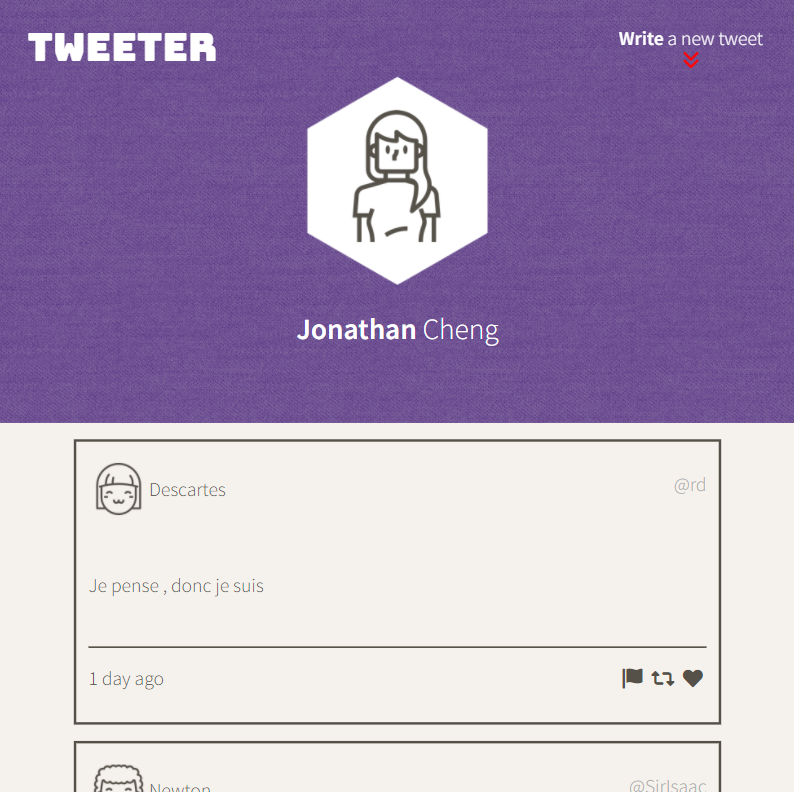 TWEETER
Write a new tweet
Jonathan Cheng
Descartes
@rd
Je pense , donc je suis
1 day ago
Newton
@SirIsaac